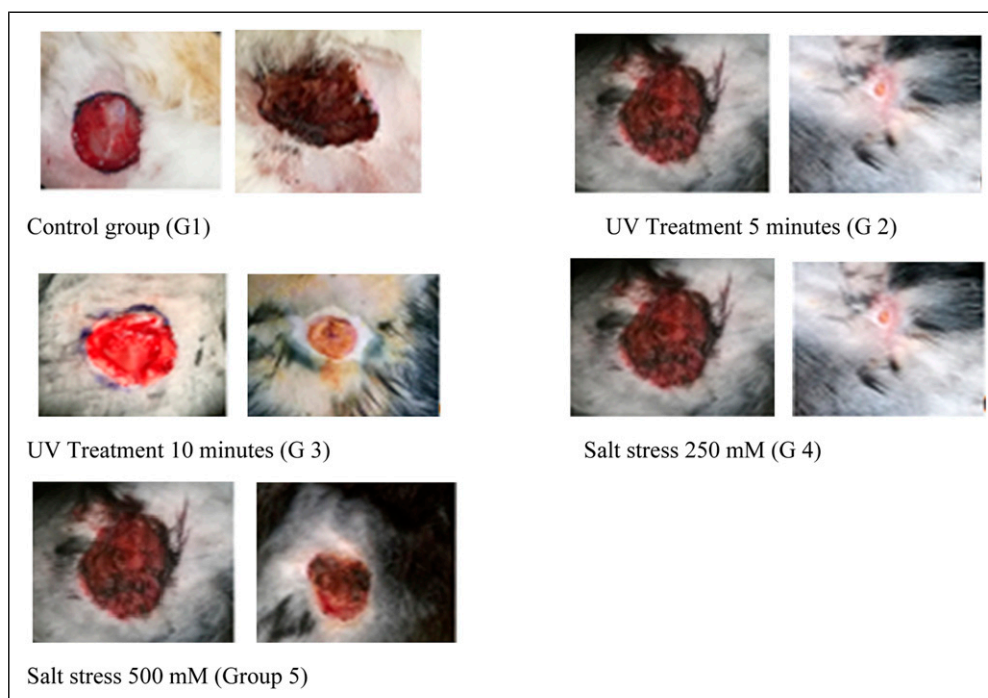 Control group (G1)
UV Treatment 5 minutes (G 2)
UV Treatment 10 minutes (G 3)
Salt stress 250 mM (G 4)
Salt stress 500 mM (Group 5)